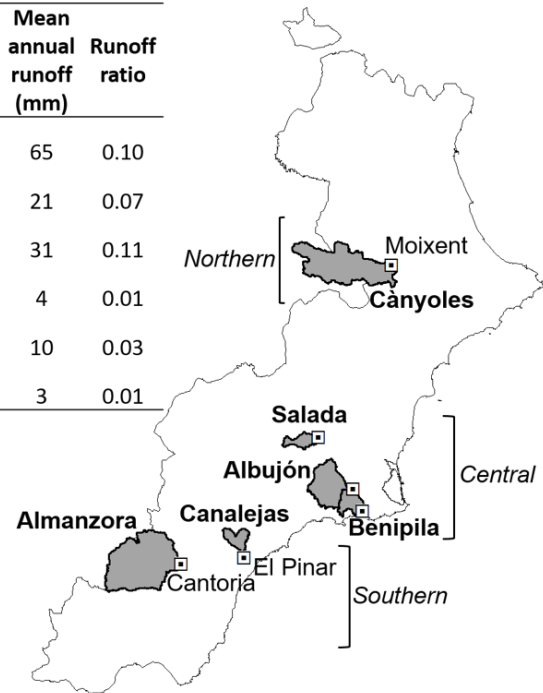 Mean
annual
runoff
(mm)
Runoff
ratio
65 0.10
21 0.07
31 0.11
4 0.01
10 0.03
3 0.01
Northern
Moixent
Cànyoles
Salada
Albujón
Central
Almanzora
Canalejas
Benipila
Cantoria
El Pinar
Southern